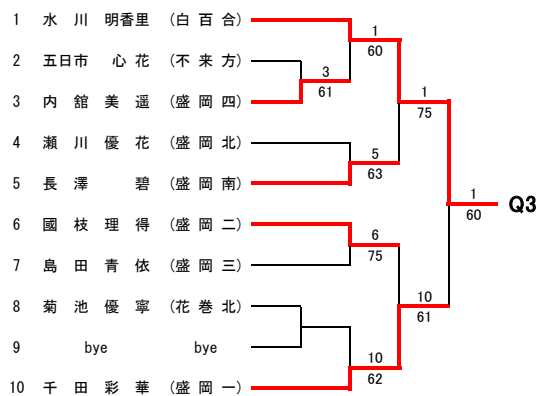 1 水 川 明香里 (白 百 合)
1
60
2 五日市 心 花 (不 来 方)
3
61
3 内 舘 美 遥 (盛 岡 四)
1
75
4 瀬 川 優 花 (盛 岡 北)
5
63
5 長 澤 碧 (盛 岡 南)
1
60
Q3
6 國 枝 理 得 (盛 岡 二)
6
75
7 島 田 青 依 (盛 岡 三)
8 菊 池 優 寧 (花 巻 北)
10
61
9 bye bye
10
62
10 千 田 彩 華 (盛 岡 一)